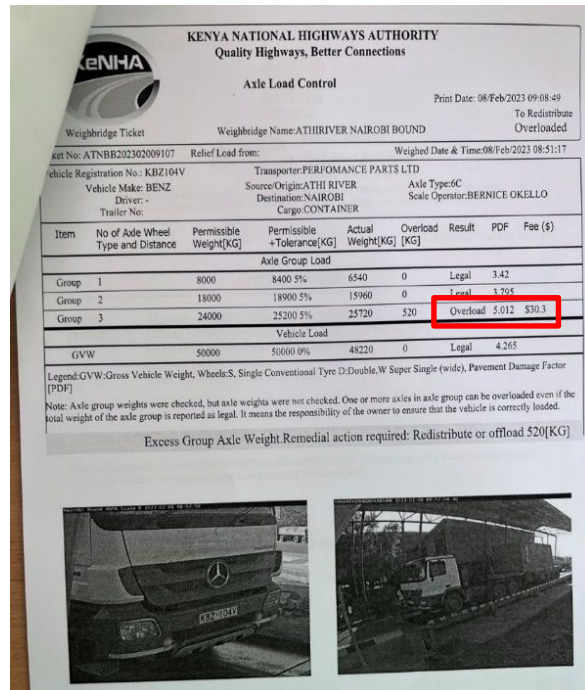 KENYA NATIONAL HIGHWAYS AUTHORITY
KeNHA
Quality Highways, Better Connections
Axle Load Control
Print Date: 08/Feb/2023 09:08:49
To Redistribute
Weighbridge Ticket Weighbridge Name:ATHIRIVER NAIROBI BOUND Overloaded
ket No: ATNBB202302009107 Relief Load from: Weighed Date & Time:08/Feb/2023 08:51:17
ehicle Registration No.: KBZ104V Transporter:PERFOMANCE PARTS LTD
Vehicle Make: BENZ Source/Origin:ATHI RIVER Axle Type:6C
Driver: - Destination:NAIROBI Scale Operator:BERNICE OKELLO
Trailer No: Cargo:CONTAINER
Item No of Axle Wheel Permissible Permissible Actual Overload Result PDF Fee ($)
Type and Distance Weight[KG] +Tolerance[KG] Weight[KG] [KG]
Axle Group Load
Group 1 8000 8400 5% 6540 0 Legal 3.42
Group 2 18000 18900 5% 15960 0 Legal 3.795
Group 3 24000 25200 5% 25720 520 Overload 5.012 $30.3
Vehicle Load
GVW 50000 50000 0% 48220 0 Legal 4.265
Legend:GVW:Gross Vehicle Weight, Wheels:S, Single Conventional Tyre D:Double,W Super Single (wide), Pavement Damage Factor
[PDF]
Note: Axle group weights were checked, but axle weights were not checked. One or more axles in axle group can be overloaded even if the
total weight of the axle group is reported as legal. It means the responsibility of the owner to ensure that the vehicle is correctly loaded.
Excess Group Axle Weight.Remedial action required: Redistribute or offload 520[KG]
KBZ 104V